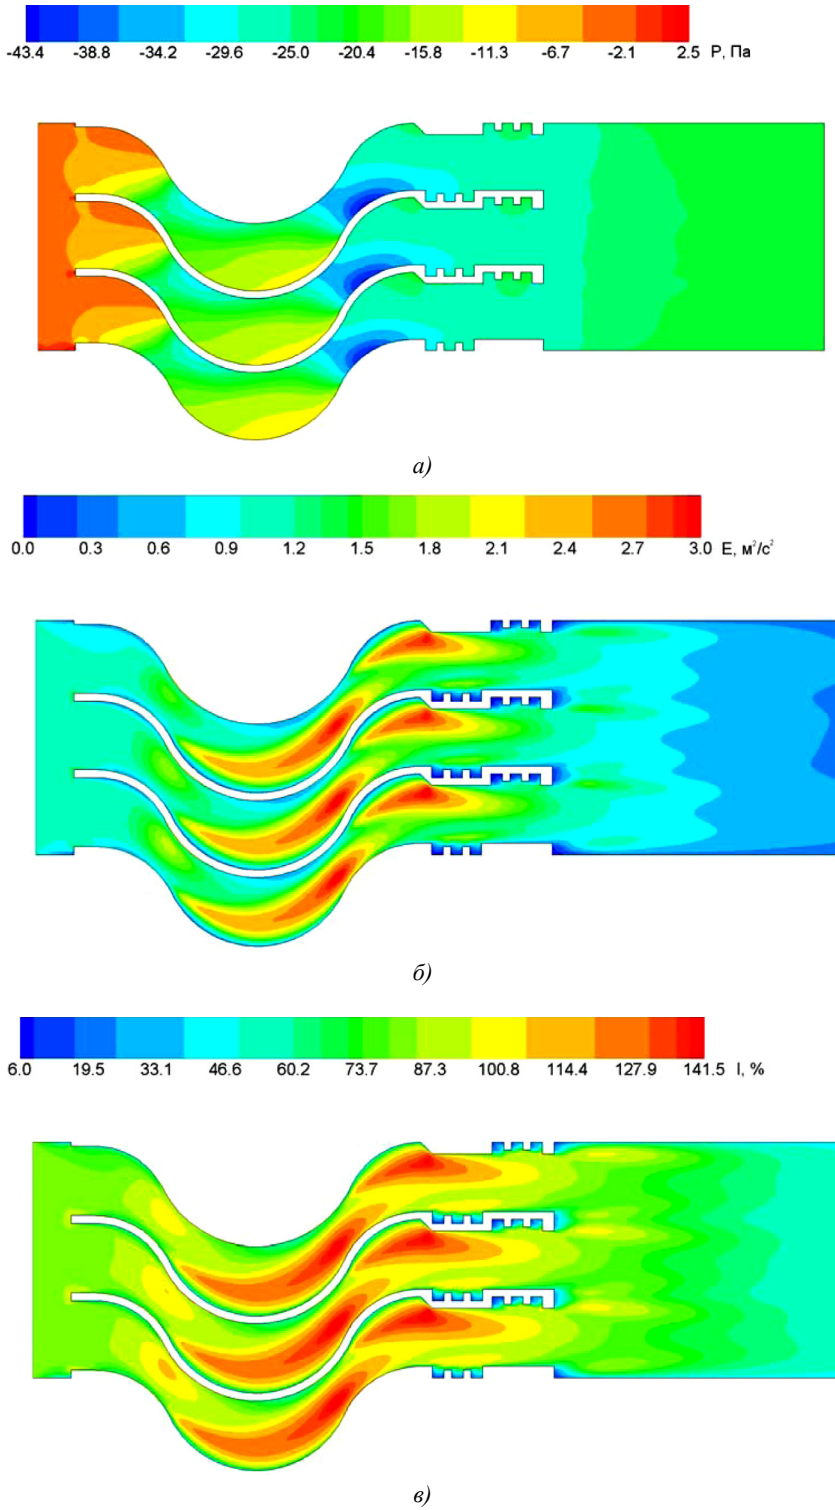 -43.4 -38.8 -34.2 -29.6 -25.0 -20.4 -15.8 -11.3 -6.7 -2.1 2.5 Р, Па
а)
0.0 0.3 0.6 0.9 1.2 1.5 1.8 2.1 2.4 2.7 3.0 Е, м²/с²
б)
6.0 19.5 33.1 46.6 60.2 73.7 87.3 100.8 114.4 127.9 141.5 I, %
в)